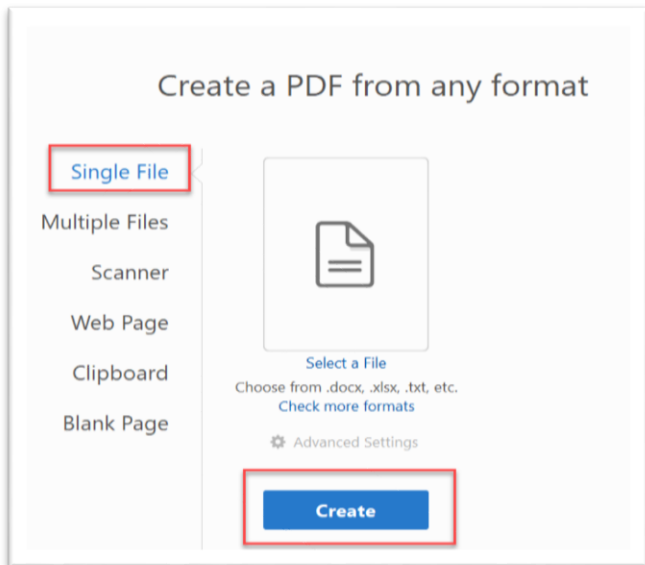 Create a PDF from any format
Single File
Multiple Files
Scanner
Web Page
Clipboard
Blank Page
Select a File
Choose from .docx, .xlsx, .txt, etc.
Check more formats
Advanced Settings
Create